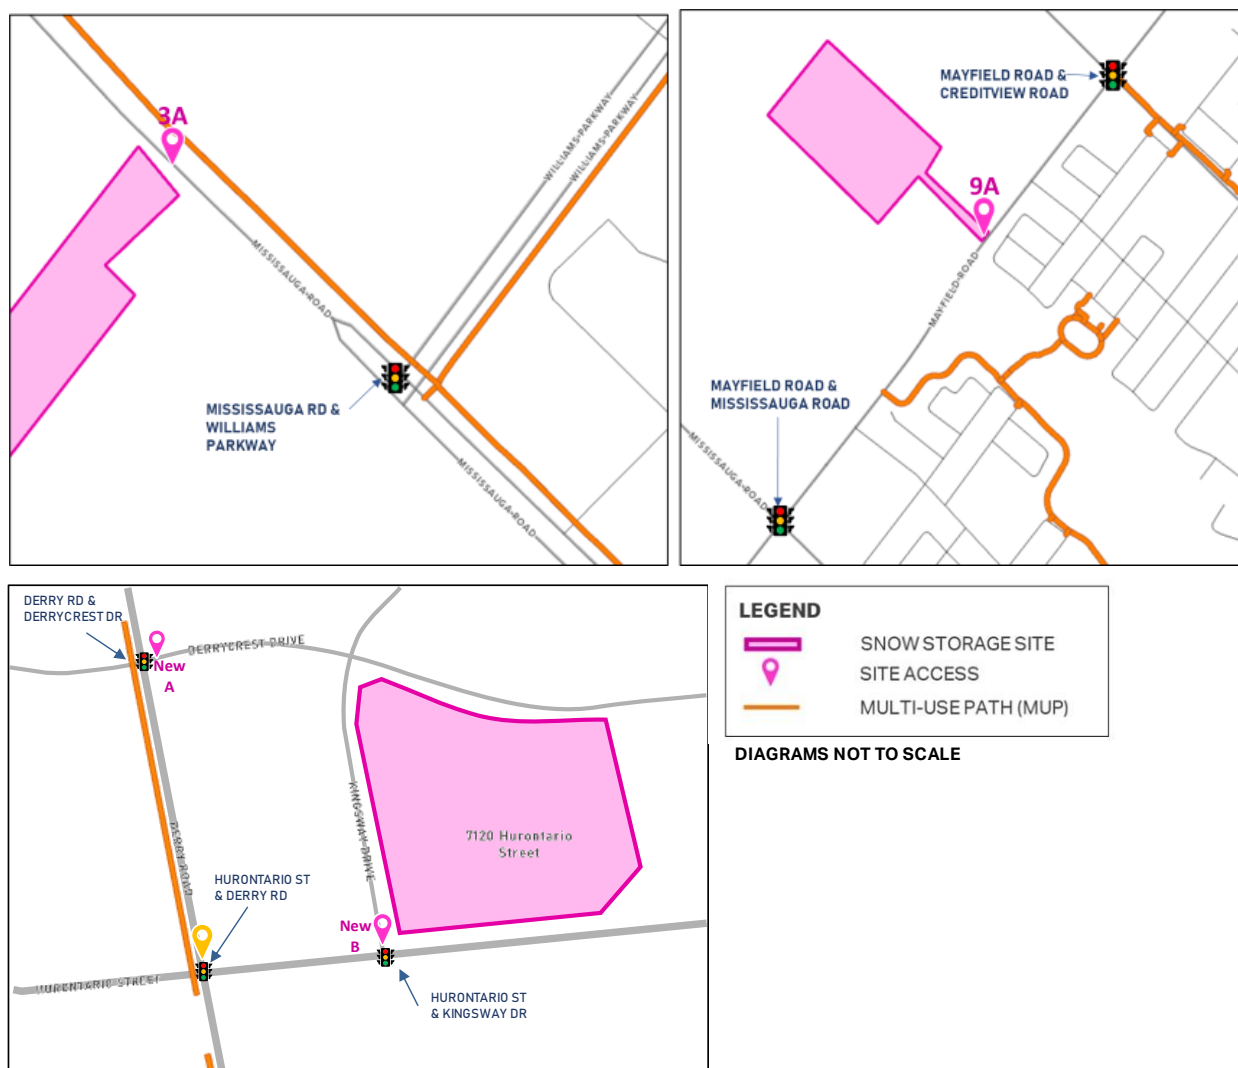 3A
WILLIAMS-PARKWAY
WILLIAMS-PARKWAY
MISSISSAUGA-ROAD
MISSISSAUGA RD &
WILLIAMS
PARKWAY
MISSISSAUGA-ROAD
MAYFIELD ROAD &
CREDITVIEW ROAD
9A
MAYFIELD-ROAD
MAYFIELD ROAD &
MISSISSAUGA ROAD
MISSISSAUGA-ROAD
DERRY RD &
DERRYCREST DR
New
A
DERRYCREST DRIVE
KINGSWAY DRIVE
7120 Hurontario
Street
DERRY ROAD
HURONTARIO ST
& DERRY RD
New
B
HURONTARIO STREET
HURONTARIO ST
& KINGSWAY DR
LEGEND
SNOW STORAGE SITE
SITE ACCESS
MULTI-USE PATH (MUP)
DIAGRAMS NOT TO SCALE